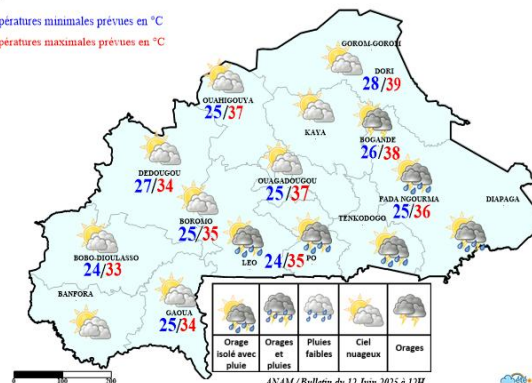 pératures minimales prévues en °C
pératures maximales prévues en °C
GOROM-GOROM
DORI
28/39
OUAHIGOUYA
25/37
KAYA
BOGANDE
26/38
DEDOUGOU
27/34
OUAGADOUGOU
25/37
FADA NGOURMA
25/36
DIAPAGA
BOROMO
25/35
TENKODOGO
BOBO-DIOULASSO
24/33
LEO
24/35
PO
BANFORA
GAOUA
25/34
Orage isolé avec pluie
Orages et pluies
Pluies faibles
Ciel nuageux
Orages
ANAM / Bulletin du 12 Juin 2025 à 12H